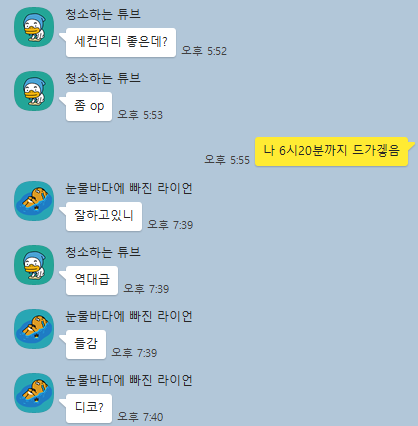 청소하는 튜브
세컨더리 좋은데?
오후 5:52
청소하는 튜브
좀 op
오후 5:53
나 6시20분까지 드가겧음
오후 5:55
눈물바다에 빠진 라이언
잘하고있니
오후 7:39
청소하는 튜브
역대급
오후 7:39
눈물바다에 빠진 라이언
들감
오후 7:39
눈물바다에 빠진 라이언
디코?
오후 7:40